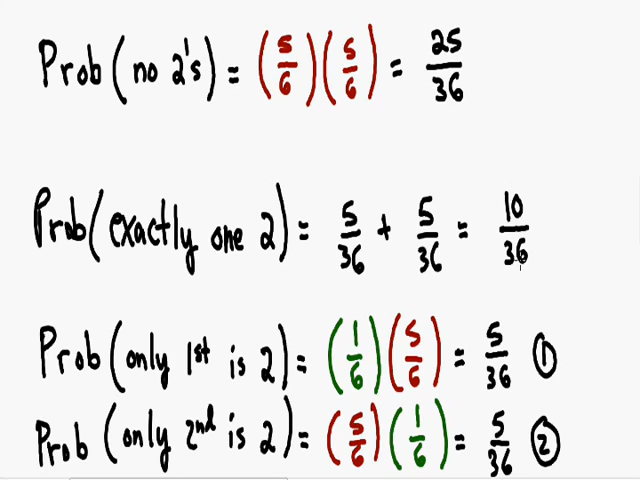 Prob(no 2's) = (5/6)(5/6) = 25/36
Prob(exactly one 2) = 5/36 + 5/36 = 10/36
Prob(only 1st is 2) = (1/6)(5/6) = 5/36 ①
Prob(only 2nd is 2) = (5/6)(1/6) = 5/36 ②